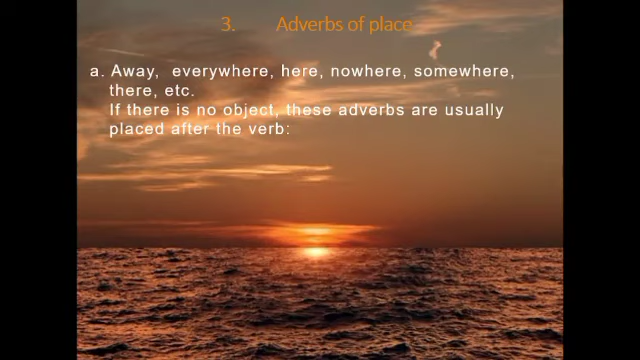 3. Adverbs of place
a. Away, everywhere, here, nowhere, somewhere,
there, etc.
If there is no object, these adverbs are usually
placed after the verb: